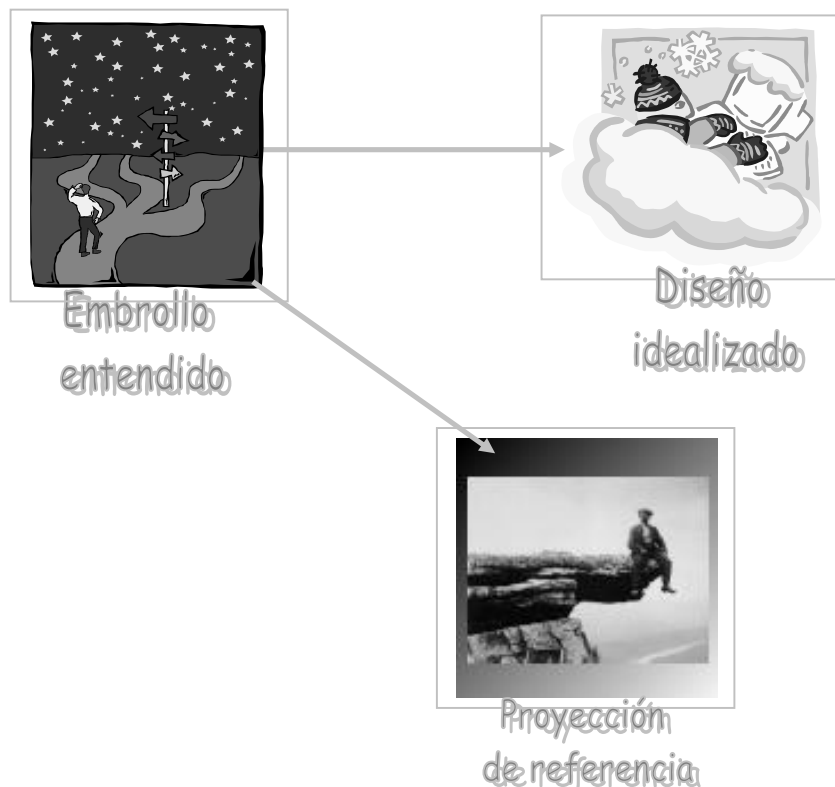 Embrollo
entendido
Diseño
idealizado
Proyección
de referencia